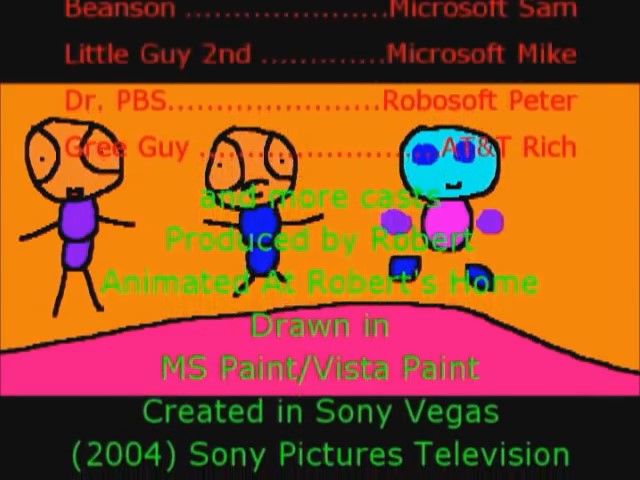 Beanson .....................Microsoft Sam
Little Guy 2nd .............Microsoft Mike
Dr. PBS......................Robosoft Peter
Gree Guy ........................AT&T Rich
and more casts
Produced by Robert
Animated At Robert's Home
Drawn in
MS Paint/Vista Paint
Created in Sony Vegas
(2004) Sony Pictures Television